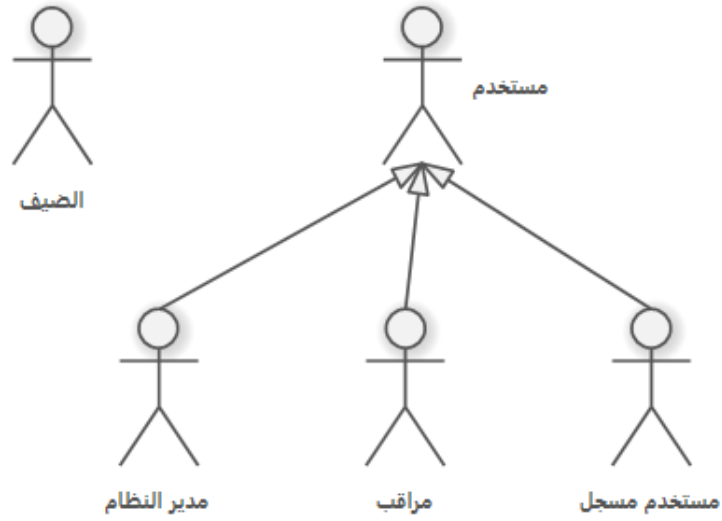 مستخدم
الضيف
مستخدم مسجل
مراقب
مدير النظام